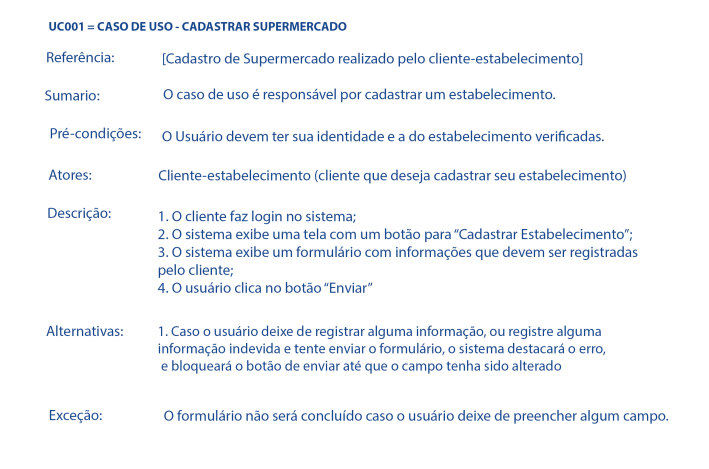 UC001 = CASO DE USO - CADASTRAR SUPERMERCADO
Referência: [Cadastro de Supermercado realizado pelo cliente-estabelecimento]
Sumario: O caso de uso é responsável por cadastrar um estabelecimento.
Pré-condições: O Usuário devem ter sua identidade e a do estabelecimento verificadas.
Atores: Cliente-estabelecimento (cliente que deseja cadastrar seu estabelecimento)
Descrição: 1. O cliente faz login no sistema;
2. O sistema exibe uma tela com um botão para “Cadastrar Estabelecimento”;
3. O sistema exibe um formulário com informações que devem ser registradas
pelo cliente;
4. O usuário clica no botão “Enviar”
Alternativas: 1. Caso o usuário deixe de registrar alguma informação, ou registre alguma
informação indevida e tente enviar o formulário, o sistema destacará o erro,
e bloqueará o botão de enviar até que o campo tenha sido alterado
Exceção: O formulário não será concluído caso o usuário deixe de preencher algum campo.